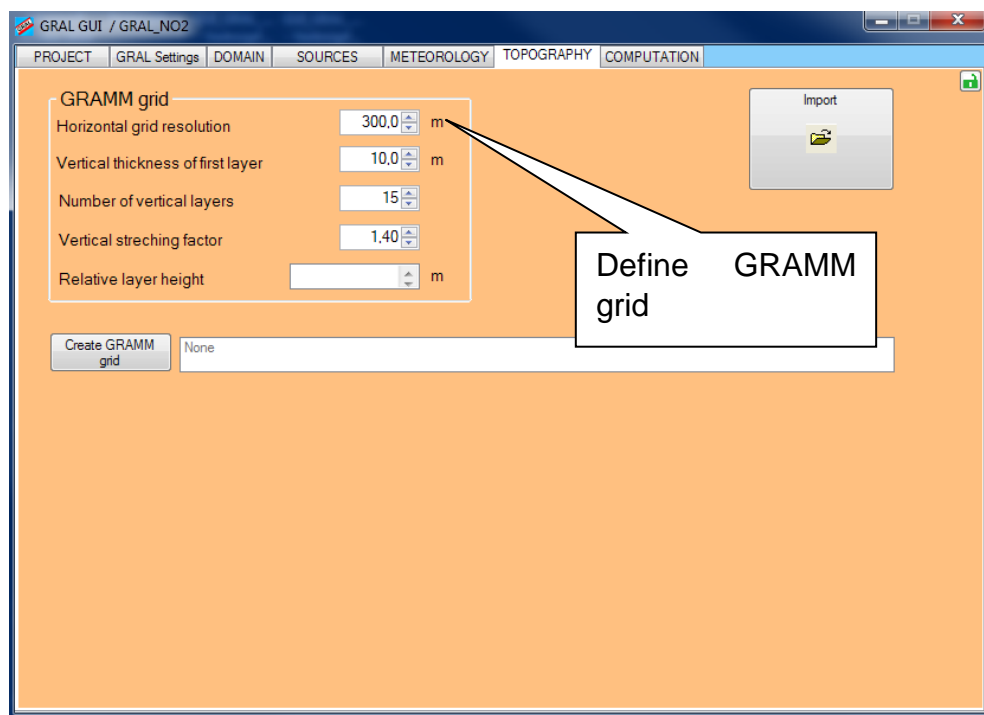 GRAL GUI / GRAL_NO2
PROJECT GRAL Settings DOMAIN SOURCES METEOROLOGY TOPOGRAPHY COMPUTATION
GRAMM grid
Horizontal grid resolution 300,0 m
Vertical thickness of first layer 10,0 m
Number of vertical layers 15
Vertical streching factor 1,40
Relative layer height m
Import
Define GRAMM
grid
Create GRAMM
grid
None